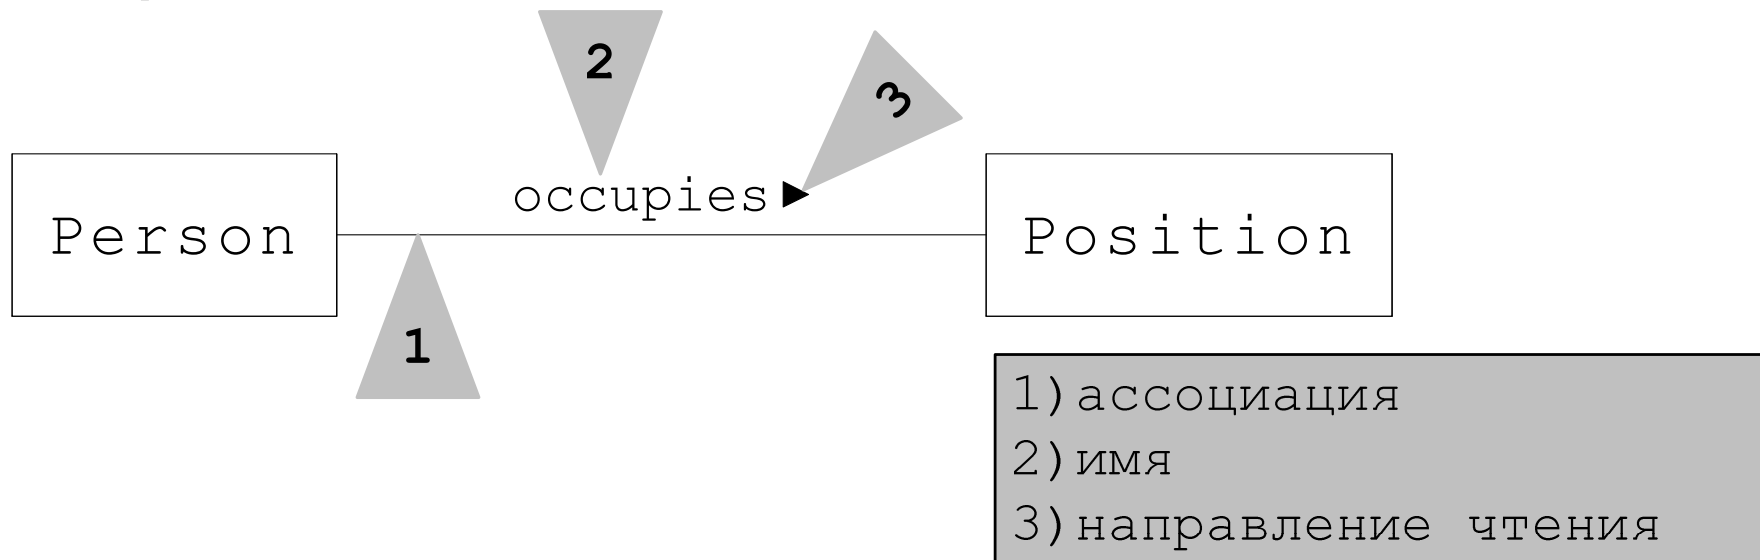 2
3
occupies
Person
Position
1
1)ассоциация
2)имя
3)направление чтения